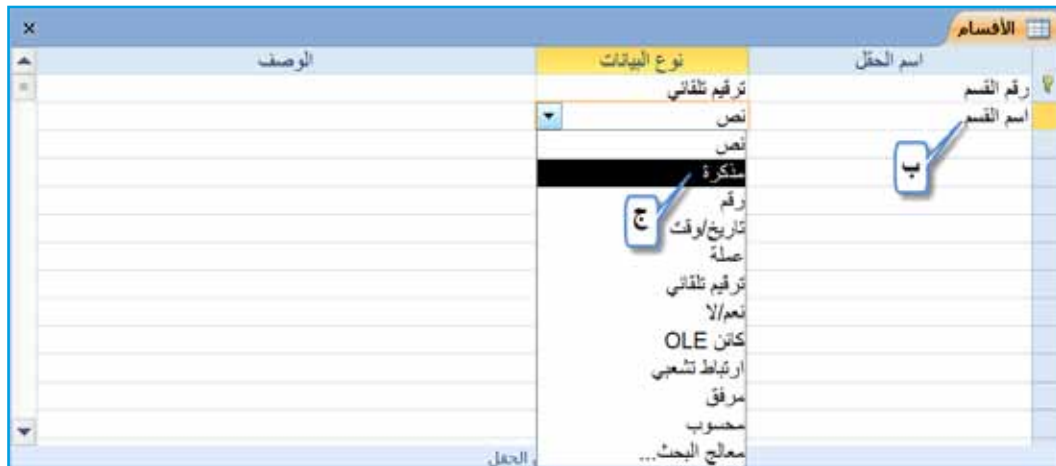 الأقسام
اسم الحقل نوع البيانات الوصف
رقم القسم ترقيم تلقائي
اسم القسم نص
نص
مذكرة
رقم
تاريخ/وقت
عملة
ترقيم تلقائي
نعم/لا
كائن OLE
ارتباط تشعبي
مرفق
محسوب
معالج البحث...
ب
ج
الحقل